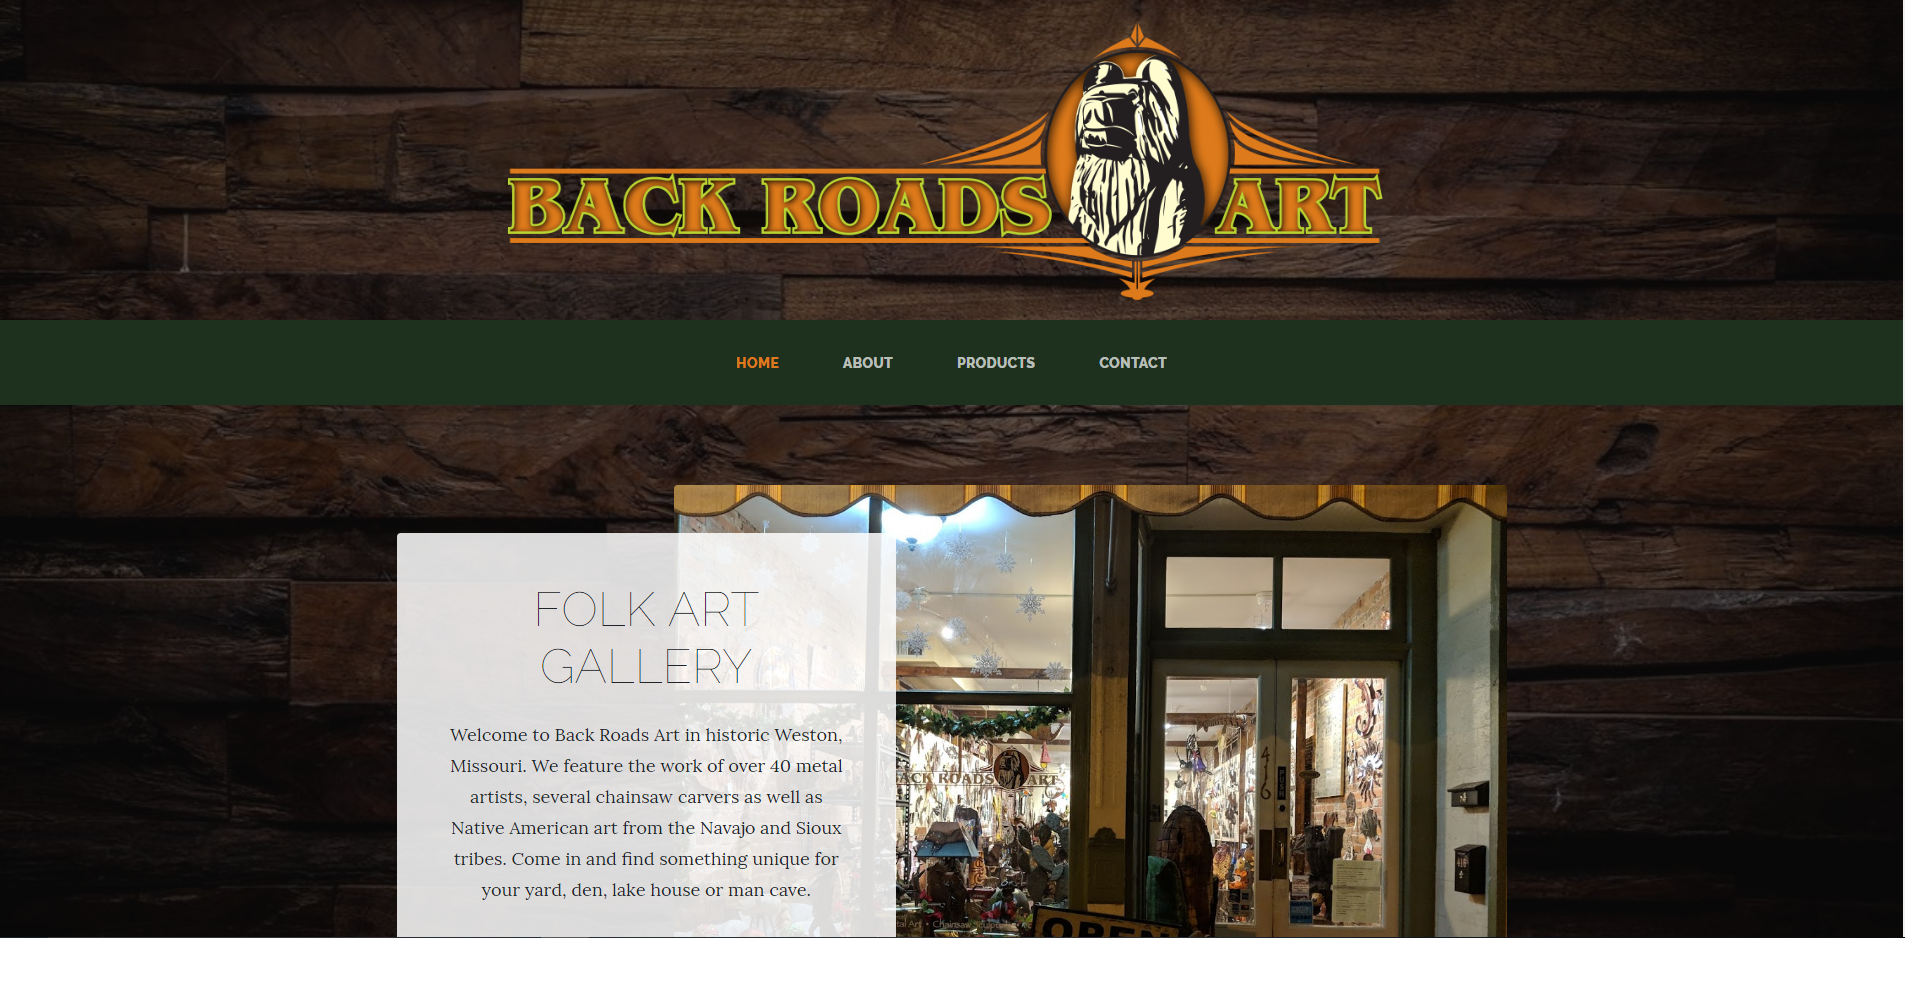 BACK ROADS ART
HOME
ABOUT
PRODUCTS
CONTACT
FOLK ART
GALLERY
Welcome to Back Roads Art in historic Weston,
Missouri. We feature the work of over 40 metal
artists, several chainsaw carvers as well as
Native American art from the Navajo and Sioux
tribes. Come in and find something unique for
your yard, den, lake house or man cave.
BACK ROADS ART
416
OPEN